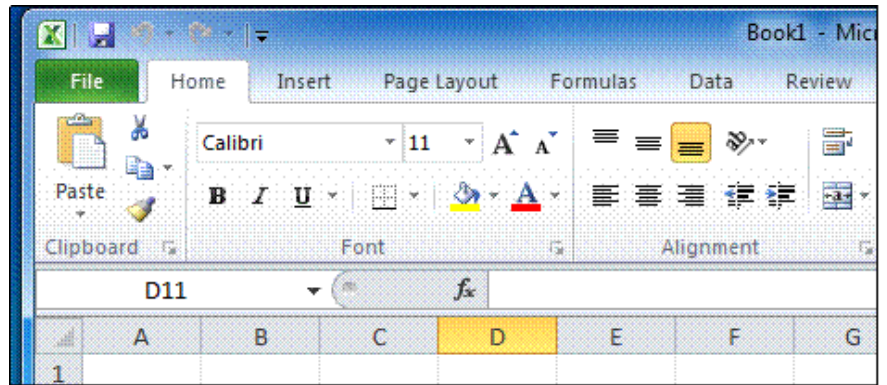 Book1 - Mic
File Home Insert Page Layout Formulas Data Review
Calibri 11 A A
Paste
B I U A a
Clipboard Font Alignment
D11 fx
A B C D E F G
1